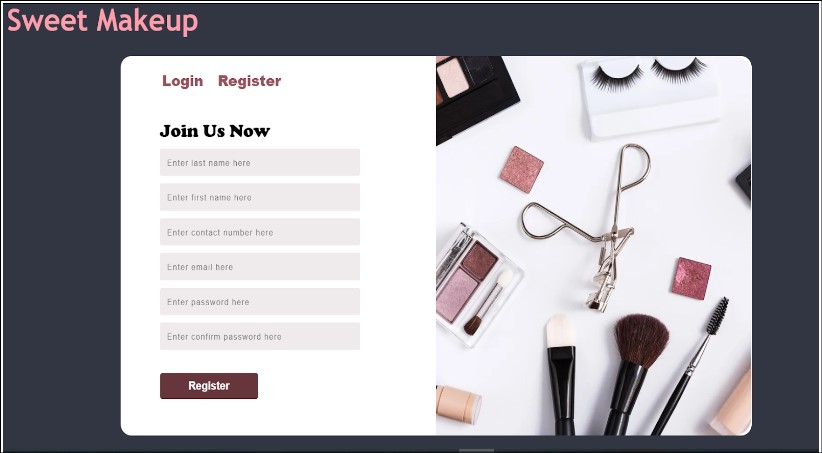 Sweet Makeup
Login Register
Join Us Now
Enter last name here
Enter first name here
Enter contact number here
Enter email here
Enter password here
Enter confirm password here
Register